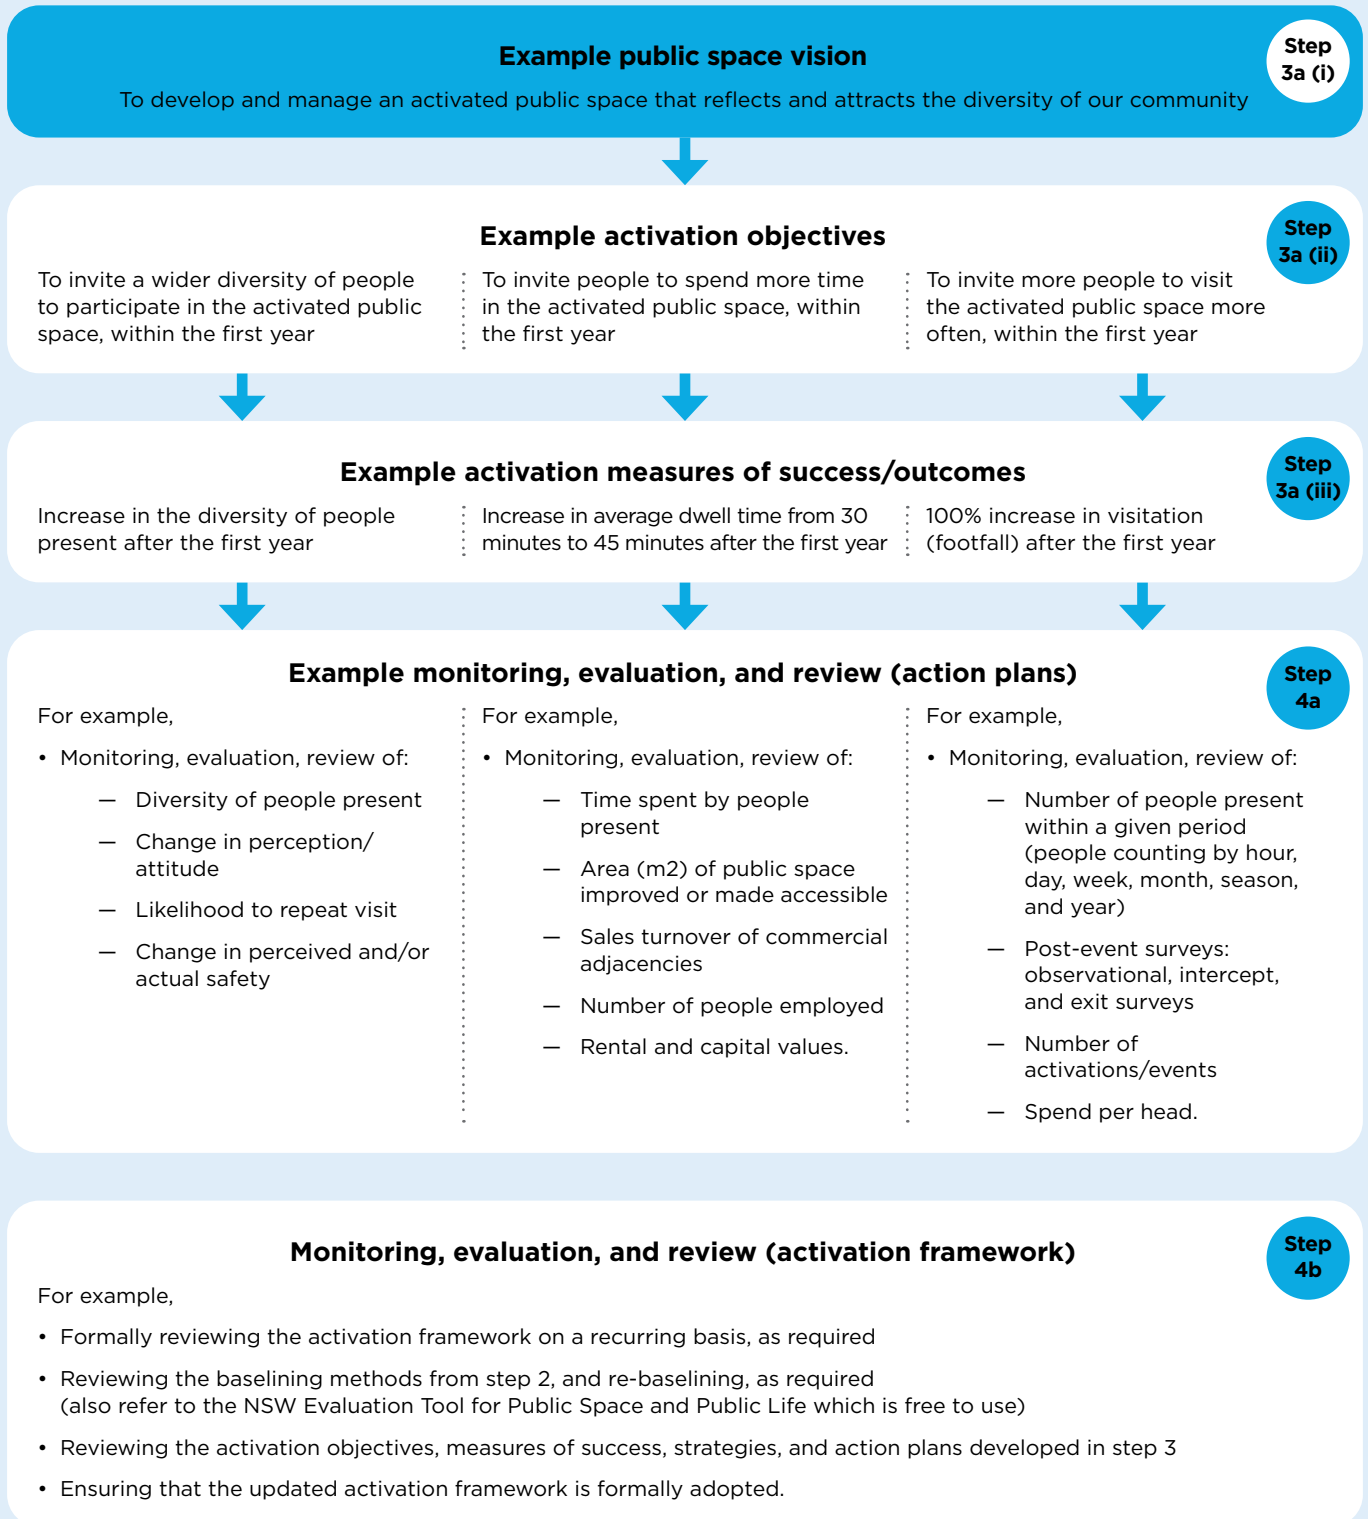 Example public space vision
Step
3a (i)
To develop and manage an activated public space that reflects and attracts the diversity of our community
Example activation objectives
Step
3a (ii)
To invite a wider diversity of people
to participate in the activated public
space, within the first year
To invite people to spend more time
in the activated public space, within
the first year
To invite more people to visit
the activated public space more
often, within the first year
Example activation measures of success/outcomes
Step
3a (iii)
Increase in the diversity of people
present after the first year
Increase in average dwell time from 30
minutes to 45 minutes after the first year
100% increase in visitation
(footfall) after the first year
Example monitoring, evaluation, and review (action plans)
Step
4a
For example,
• Monitoring, evaluation, review of:
— Diversity of people present
— Change in perception/
attitude
— Likelihood to repeat visit
— Change in perceived and/or
actual safety
For example,
• Monitoring, evaluation, review of:
— Time spent by people
present
— Area (m2) of public space
improved or made accessible
— Sales turnover of commercial
adjacencies
— Number of people employed
— Rental and capital values.
For example,
• Monitoring, evaluation, review of:
— Number of people present
within a given period
(people counting by hour,
day, week, month, season,
and year)
— Post-event surveys:
observational, intercept,
and exit surveys
— Number of
activations/events
— Spend per head.
Monitoring, evaluation, and review (activation framework)
Step
4b
For example,
• Formally reviewing the activation framework on a recurring basis, as required
• Reviewing the baselining methods from step 2, and re-baselining, as required
(also refer to the NSW Evaluation Tool for Public Space and Public Life which is free to use)
• Reviewing the activation objectives, measures of success, strategies, and action plans developed in step 3
• Ensuring that the updated activation framework is formally adopted.